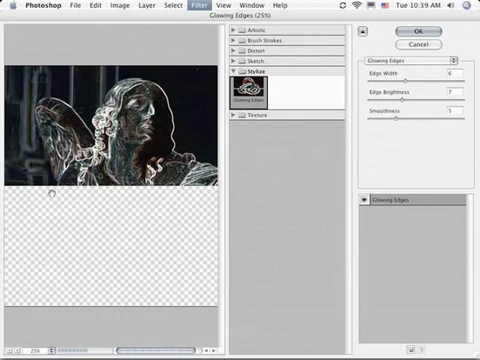 Photoshop File Edit Image Layer Select Filter View Window Help Tue 10:39 AM
Glowing Edges (25%)
Artistic
Brush Strokes
Distort
Sketch
Stylize
Glowing Edges
Texture
OK
Cancel
Glowing Edges
Edge Width 6
Edge Brightness 7
Smoothness 5
Glowing Edges
25%